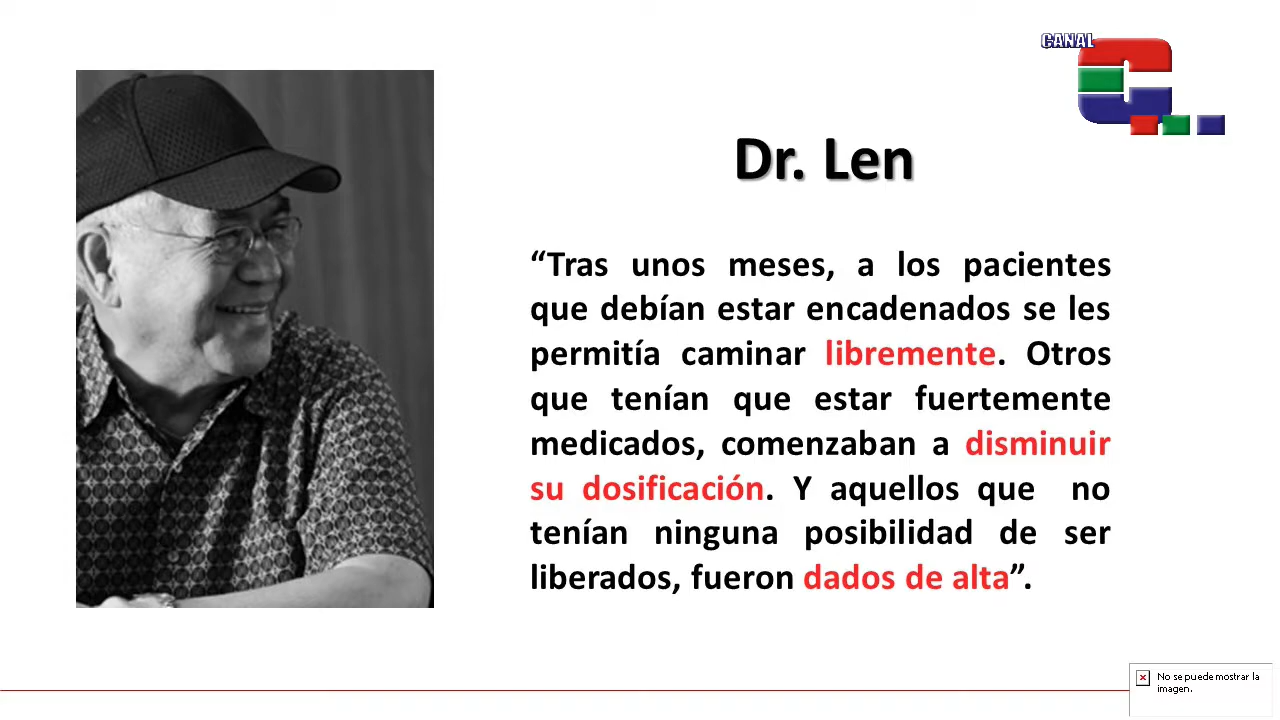 CANAL
Dr. Len
“Tras unos meses, a los pacientes
que debían estar encadenados se les
permitía caminar libremente. Otros
que tenían que estar fuertemente
medicados, comenzaban a disminuir
su dosificación. Y aquellos que no
tenían ninguna posibilidad de ser
liberados, fueron dados de alta”.
No se puede mostrar la
imagen.